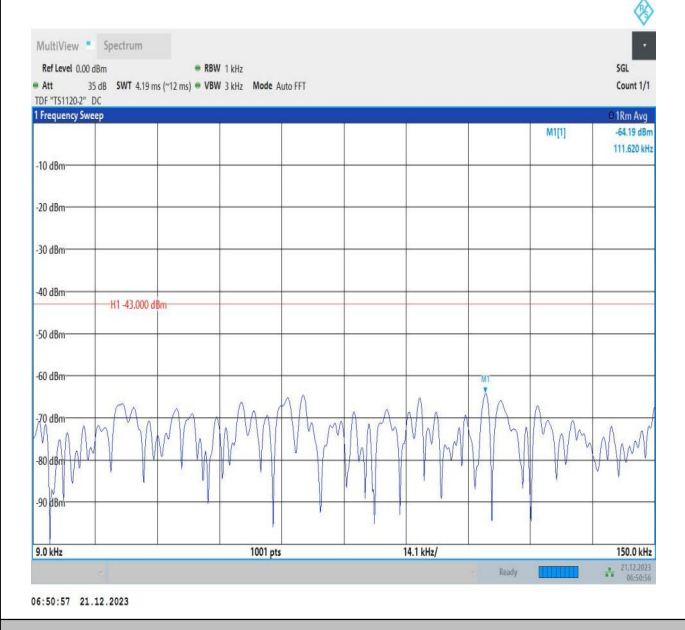 R S
MultiView Spectrum
Ref Level 0.00 dBm RBW 1 kHz SGL
Att 35 dB SWT 4.19 ms (~12 ms) VBW 3 kHz Mode Auto FFT Count 1/1
TDF "TS1120-2" DC
1 Frequency Sweep 1Rm Avg
M1[1] -64.19 dBm
111.620 kHz
-10 dBm
-20 dBm
-30 dBm
-40 dBm
H1 -43.000 dBm
-50 dBm
-60 dBm
M1
-70 dBm
-80 dBm
-90 dBm
9.0 kHz 1001 pts 14.1 kHz/ 150.0 kHz
Ready 21.12.2023
06:50:56
06:50:57 21.12.2023